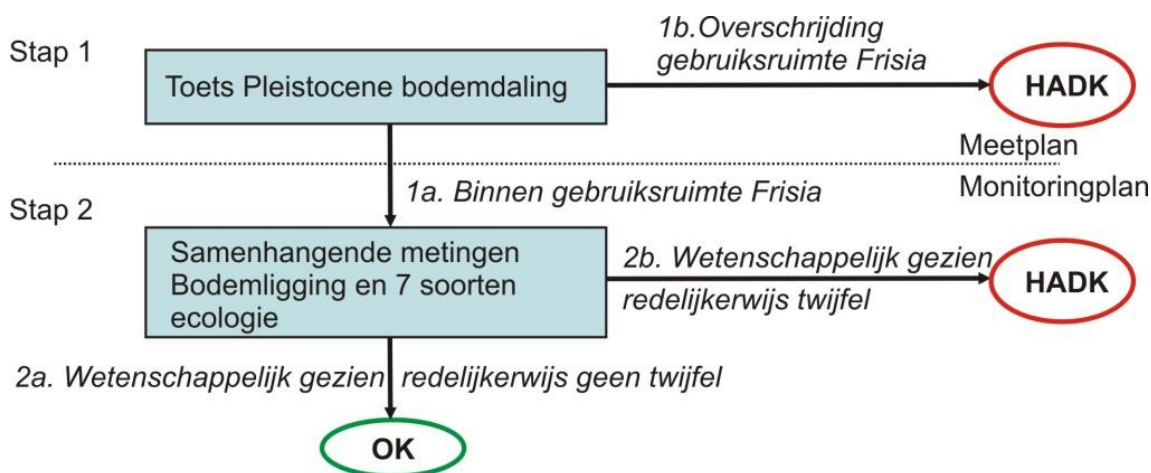 Stap 1
Toets Pleistocene bodemdaling
1b.Overschrijding
gebruiksruimte Frisia
HADK
Meetplan
Monitoringplan
1a. Binnen gebruiksruimte Frisia
Stap 2
Samenhangende metingen
Bodemligging en 7 soorten
ecologie
2b. Wetenschappelijk gezien
redelijkerwijs twijfel
HADK
2a. Wetenschappelijk gezien redelijkerwijs geen twijfel
OK